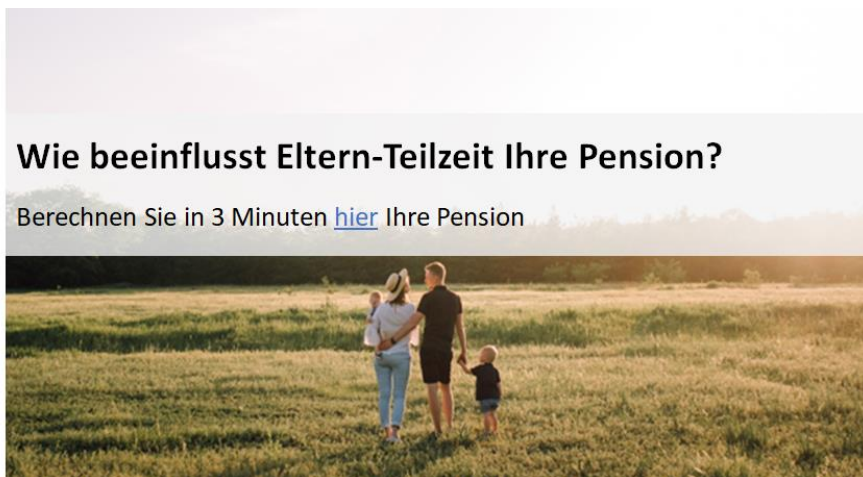 Wie beeinflusst Eltern-Teilzeit Ihre Pension?
Berechnen Sie in 3 Minuten hier Ihre Pension